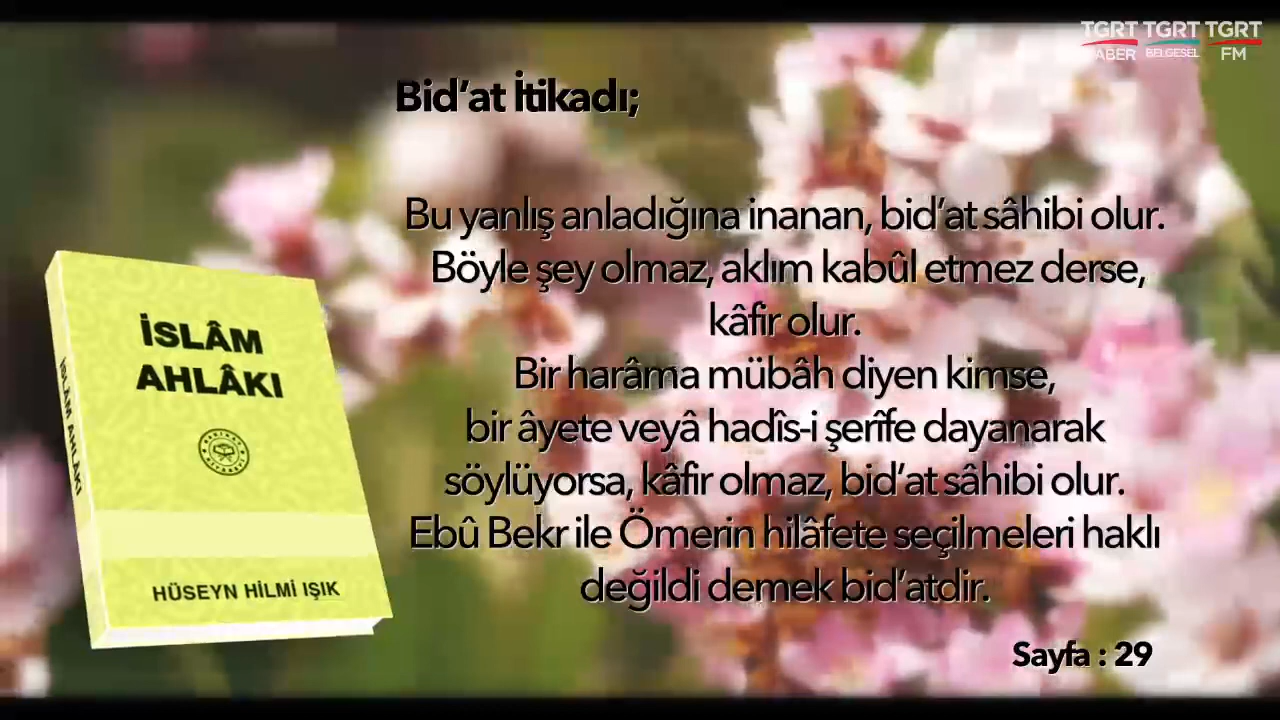 TGRT TGRT TGRT
HABER BELGESEL FM
Bid'at İtikadı;
Bu yanlış anladığına inanan, bid'at sâhibi olur.
Böyle şey olmaz, aklım kabûl etmez derse,
kâfir olur.
Bir harâma mübâh diyen kimse,
bir âyete veyâ hadîs-i şerîfe dayanarak
söylüyorsa, kâfir olmaz, bid'at sâhibi olur.
Ebû Bekr ile Ömerin hilâfete seçilmeleri haklı
değildi demek bid'atdir.
Sayfa : 29
İSLÂM
AHLÂKI
HÜSEYN HİLMİ IŞIK
İSLÂM AHLÂKI